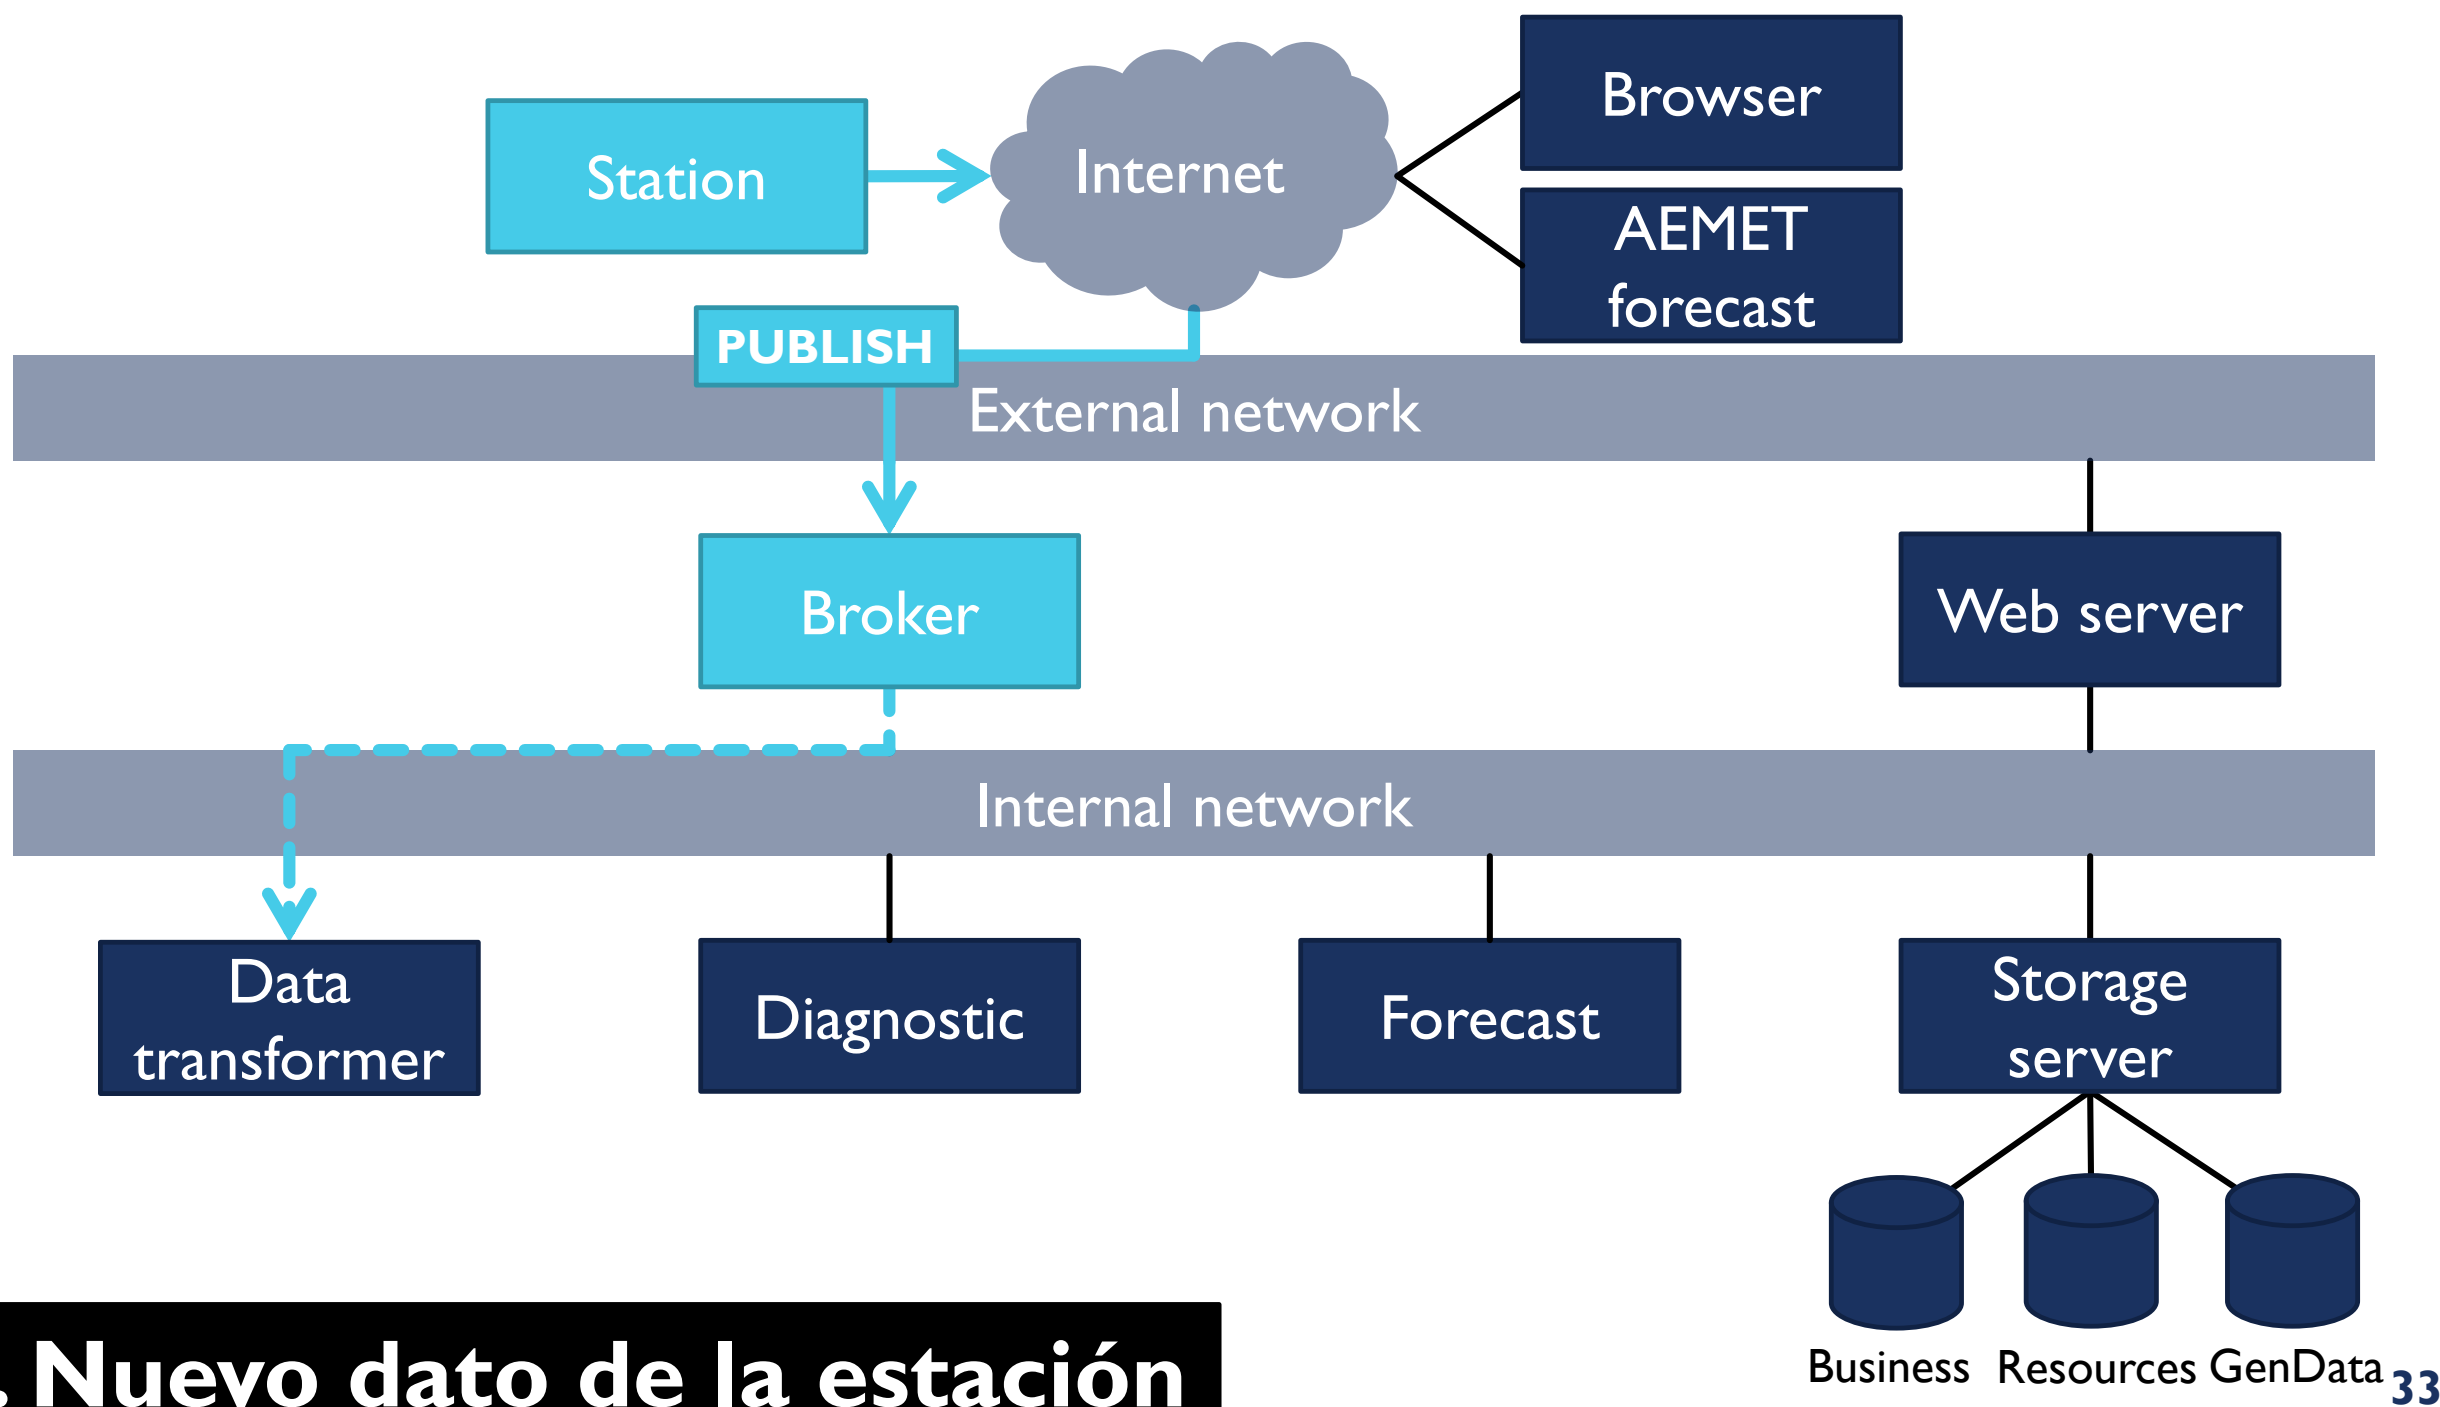 Browser
Station
Internet
AEMET
forecast
PUBLISH
External network
Broker
Web server
Internal network
Data
transformer
Diagnostic
Forecast
Storage
server
Business Resources GenData
. Nuevo dato de la estación
33